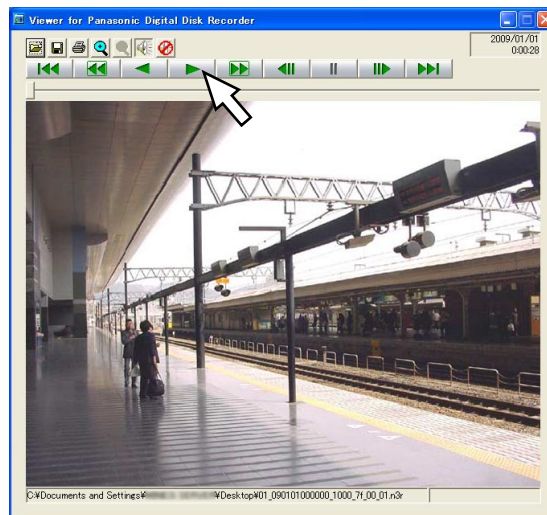 Viewer for Panasonic Digital Disk Recorder
2009/01/01
0:00:28
C:¥Documents and Settings¥
¥Desktop¥01_090101000000_1000_7f_00_01.n3r